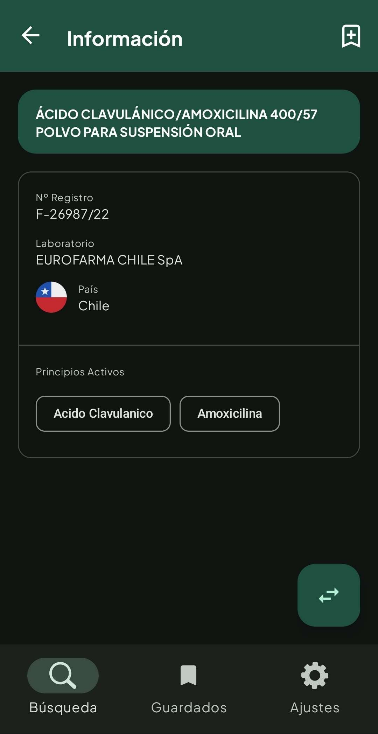 Información
ÁCIDO CLAVULÁNICO/AMOXICILINA 400/57
POLVO PARA SUSPENSIÓN ORAL
Nº Registro
F-26987/22
Laboratorio
EUROFARMA CHILE SpA
País
Chile
Principios Activos
Acido Clavulanico
Amoxicilina
Búsqueda
Guardados
Ajustes